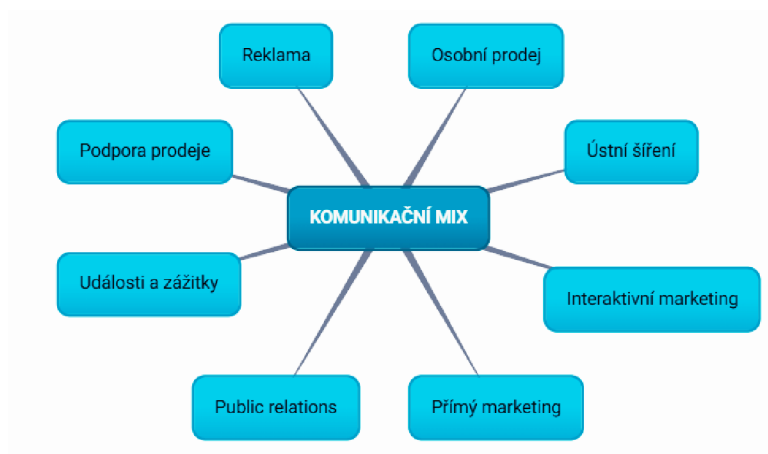 Reklama
Osobní prodej
Podpora prodeje
Ústní šíření
KOMUNIKAČNÍ MIX
Události a zážitky
Interaktivní marketing
Public relations
Přímý marketing